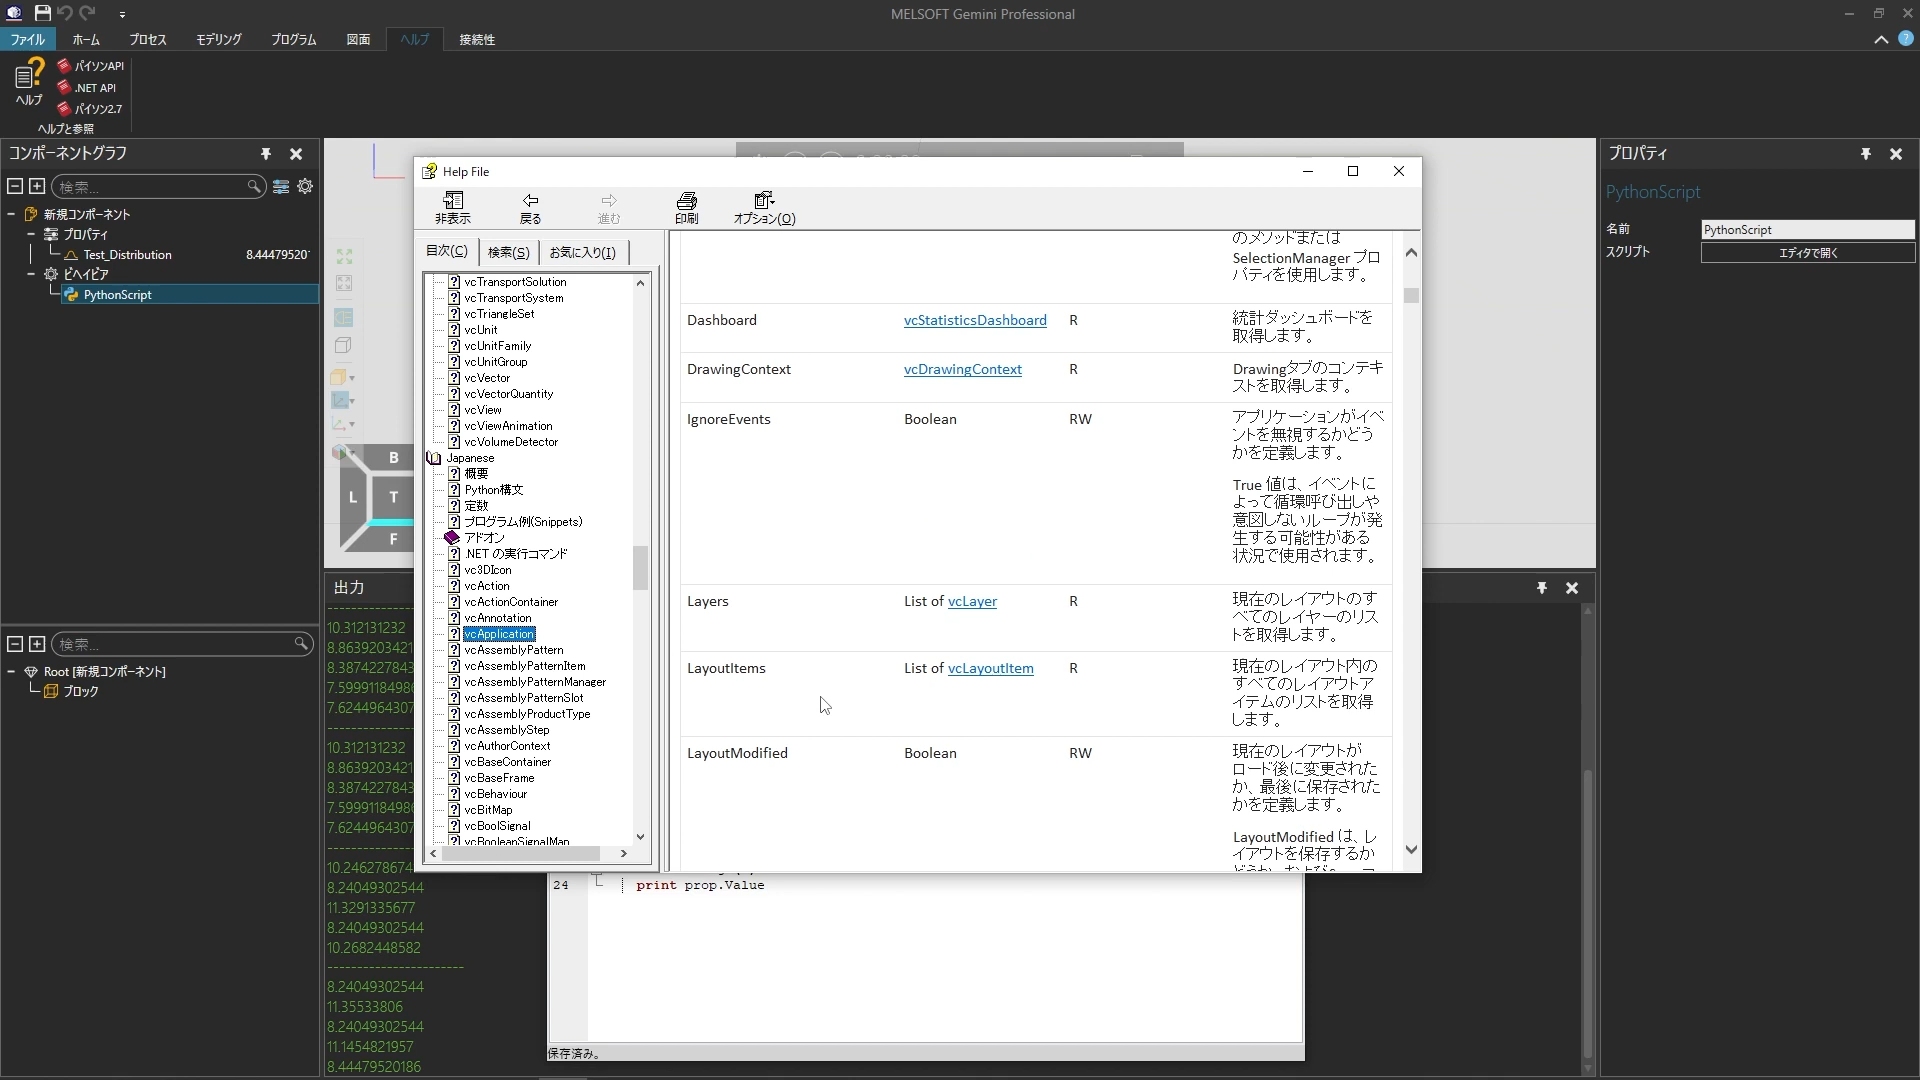 MELSOFT Gemini Professional
ファイル ホーム プロセス モデリング プログラム 図面 ヘルプ 接続性
ヘルプ
パイソンAPI
.NET API
パイソン2.7
ヘルプと参照
コンポーネントグラフ
検索...
新規コンポーネント
プロパティ
Test_Distribution 8.44479520
ビヘイビア
PythonScript
検索...
Root [新規コンポーネント]
ブロック
B
L T
F
出力
10.312131232
8.8639203421
8.3874227843
7.5999118498
7.6244964307
10.312131232
8.8639203421
8.3874227843
7.5999118498
7.6244964307
10.246278674
8.24049302544
11.3291335677
8.24049302544
10.2682448582
-----------------------
8.24049302544
11.35533806
8.24049302544
11.1454821957
8.44479520186
Help File
非表示 戻る 進む 印刷 オプション(O)
目次(C) 検索(S) お気に入り(I)
vcTransportSolution
vcTransportSystem
vcTriangleSet
vcUnit
vcUnitFamily
vcUnitGroup
vcVector
vcVectorQuantity
vcView
vcViewAnimation
vcVolumeDetector
Japanese
概要
Python構文
定数
プログラム例(Snippets)
アドオン
.NET の実行コマンド
vc3DIcon
vcAction
vcActionContainer
vcAnnotation
vcApplication
vcAssemblyPattern
vcAssemblyPatternItem
vcAssemblyPatternManager
vcAssemblyPatternSlot
vcAssemblyProductType
vcAssemblyStep
vcAuthorContext
vcBaseContainer
vcBaseFrame
vcBehaviour
vcBitMap
vcBoolSignal
vcBooleanSignalMap
のメソッドまたは
SelectionManager プロ
パティを使用します。
Dashboard vcStatisticsDashboard R 統計ダッシュボードを
取得します。
DrawingContext vcDrawingContext R Drawingタブのコンテキ
ストを取得します。
IgnoreEvents Boolean RW アプリケーションがイベ
ントを無視するかどう
かを定義します。
True 値は、イベントに
よって循環呼び出しや
意図しないループが発
生する可能性がある
状況で使用されます。
Layers List of vcLayer R 現在のレイアウトのす
べてのレイヤーのリス
トを取得します。
LayoutItems List of vcLayoutItem R 現在のレイアウト内の
すべてのレイアウトア
イテムのリストを取得
します。
LayoutModified Boolean RW 現在のレイアウトが
ロード後に変更された
か、最後に保存された
かを定義します。
LayoutModified は、レ
イアウトを保存するか
24 print prop.Value
保存済み。
プロパティ
PythonScript
名前 PythonScript
スクリプト エディタで開く